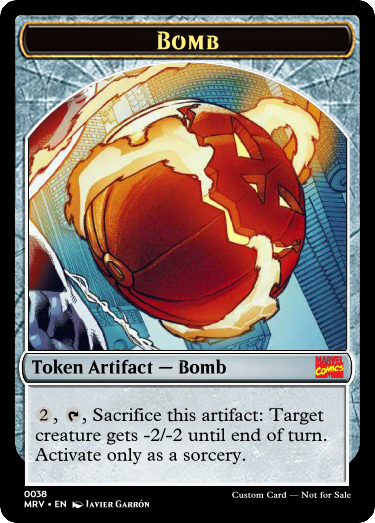 BOMB
Token Artifact — Bomb
MARVEL
COMICS
2, , Sacrifice this artifact: Target
creature gets -2/-2 until end of turn.
Activate only as a sorcery.
0038
MRV • EN JAVIER GARRÓN
Custom Card — Not for Sale